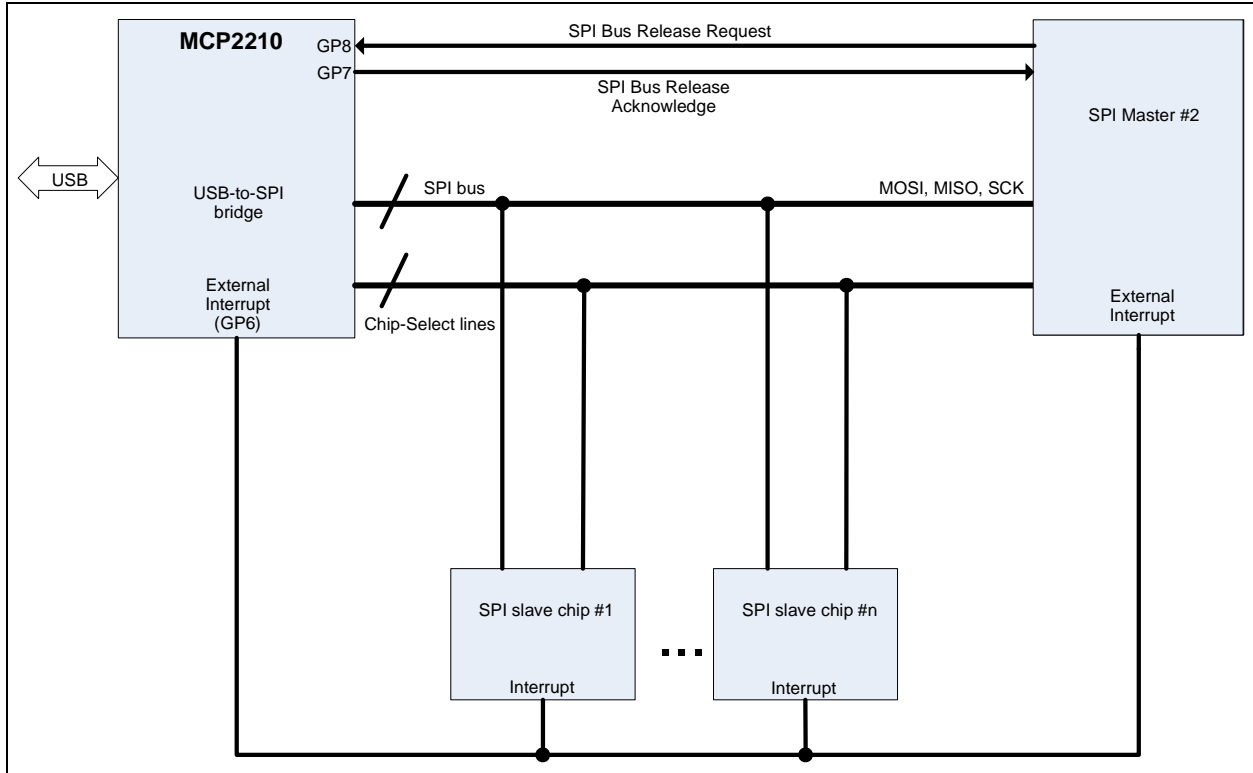 MCP2210
GP8
GP7
SPI Bus Release Request
SPI Bus Release
Acknowledge
SPI Master #2
USB
USB-to-SPI
bridge
SPI bus
MOSI, MISO, SCK
External
Interrupt
(GP6)
Chip-Select lines
External
Interrupt
SPI slave chip #1
SPI slave chip #n
Interrupt
Interrupt